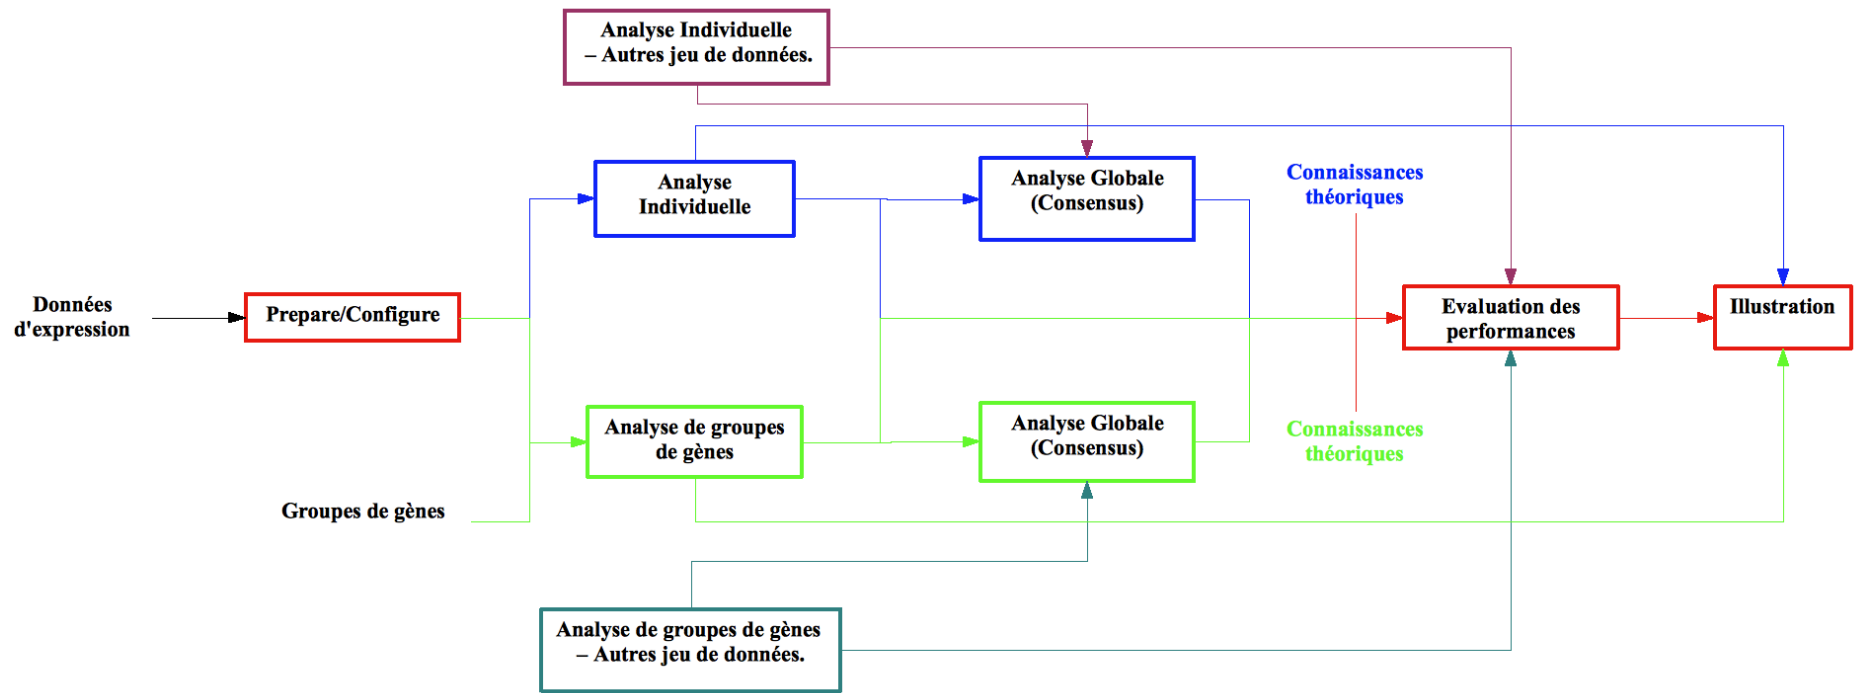 Analyse Individuelle
– Autres jeu de données.
Analyse
Individuelle
Analyse Globale
(Consensus)
Connaissances
théoriques
Données
d'expression
Prepare/Configure
Evaluation des
performances
Illustration
Analyse de groupes
de gènes
Analyse Globale
(Consensus)
Connaissances
théoriques
Groupes de gènes
Analyse de groupes de gènes
– Autres jeu de données.